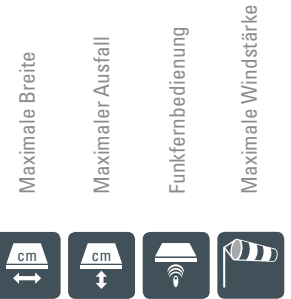 Maximale Breite
Maximaler Ausfall
Funkfernbedienung
Maximale Windstärke
cm
cm